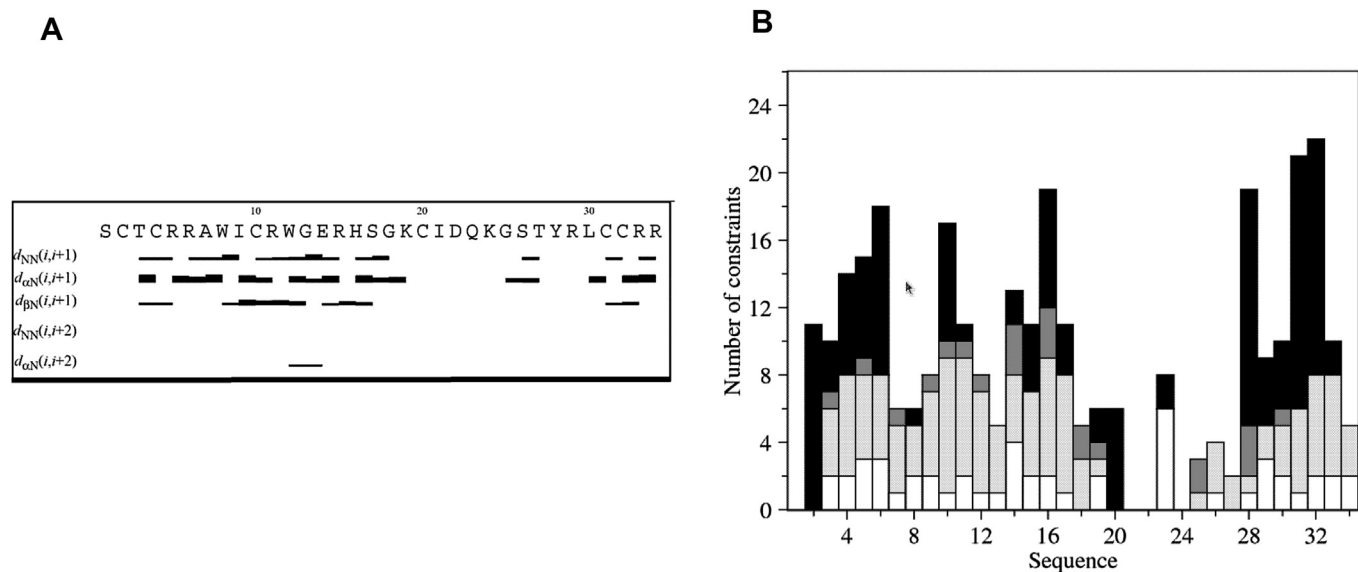 A
B
10 20 30
SCTCRRAWICRWGERHSGKCIDQKGSTYRLCCRR
dNN(i,i+1)
dαN(i,i+1)
dβN(i,i+1)
dNN(i,i+2)
dαN(i,i+2)
Number of constraints
24
20
16
12
8
4
0
4 8 12 16 20 24 28 32
Sequence